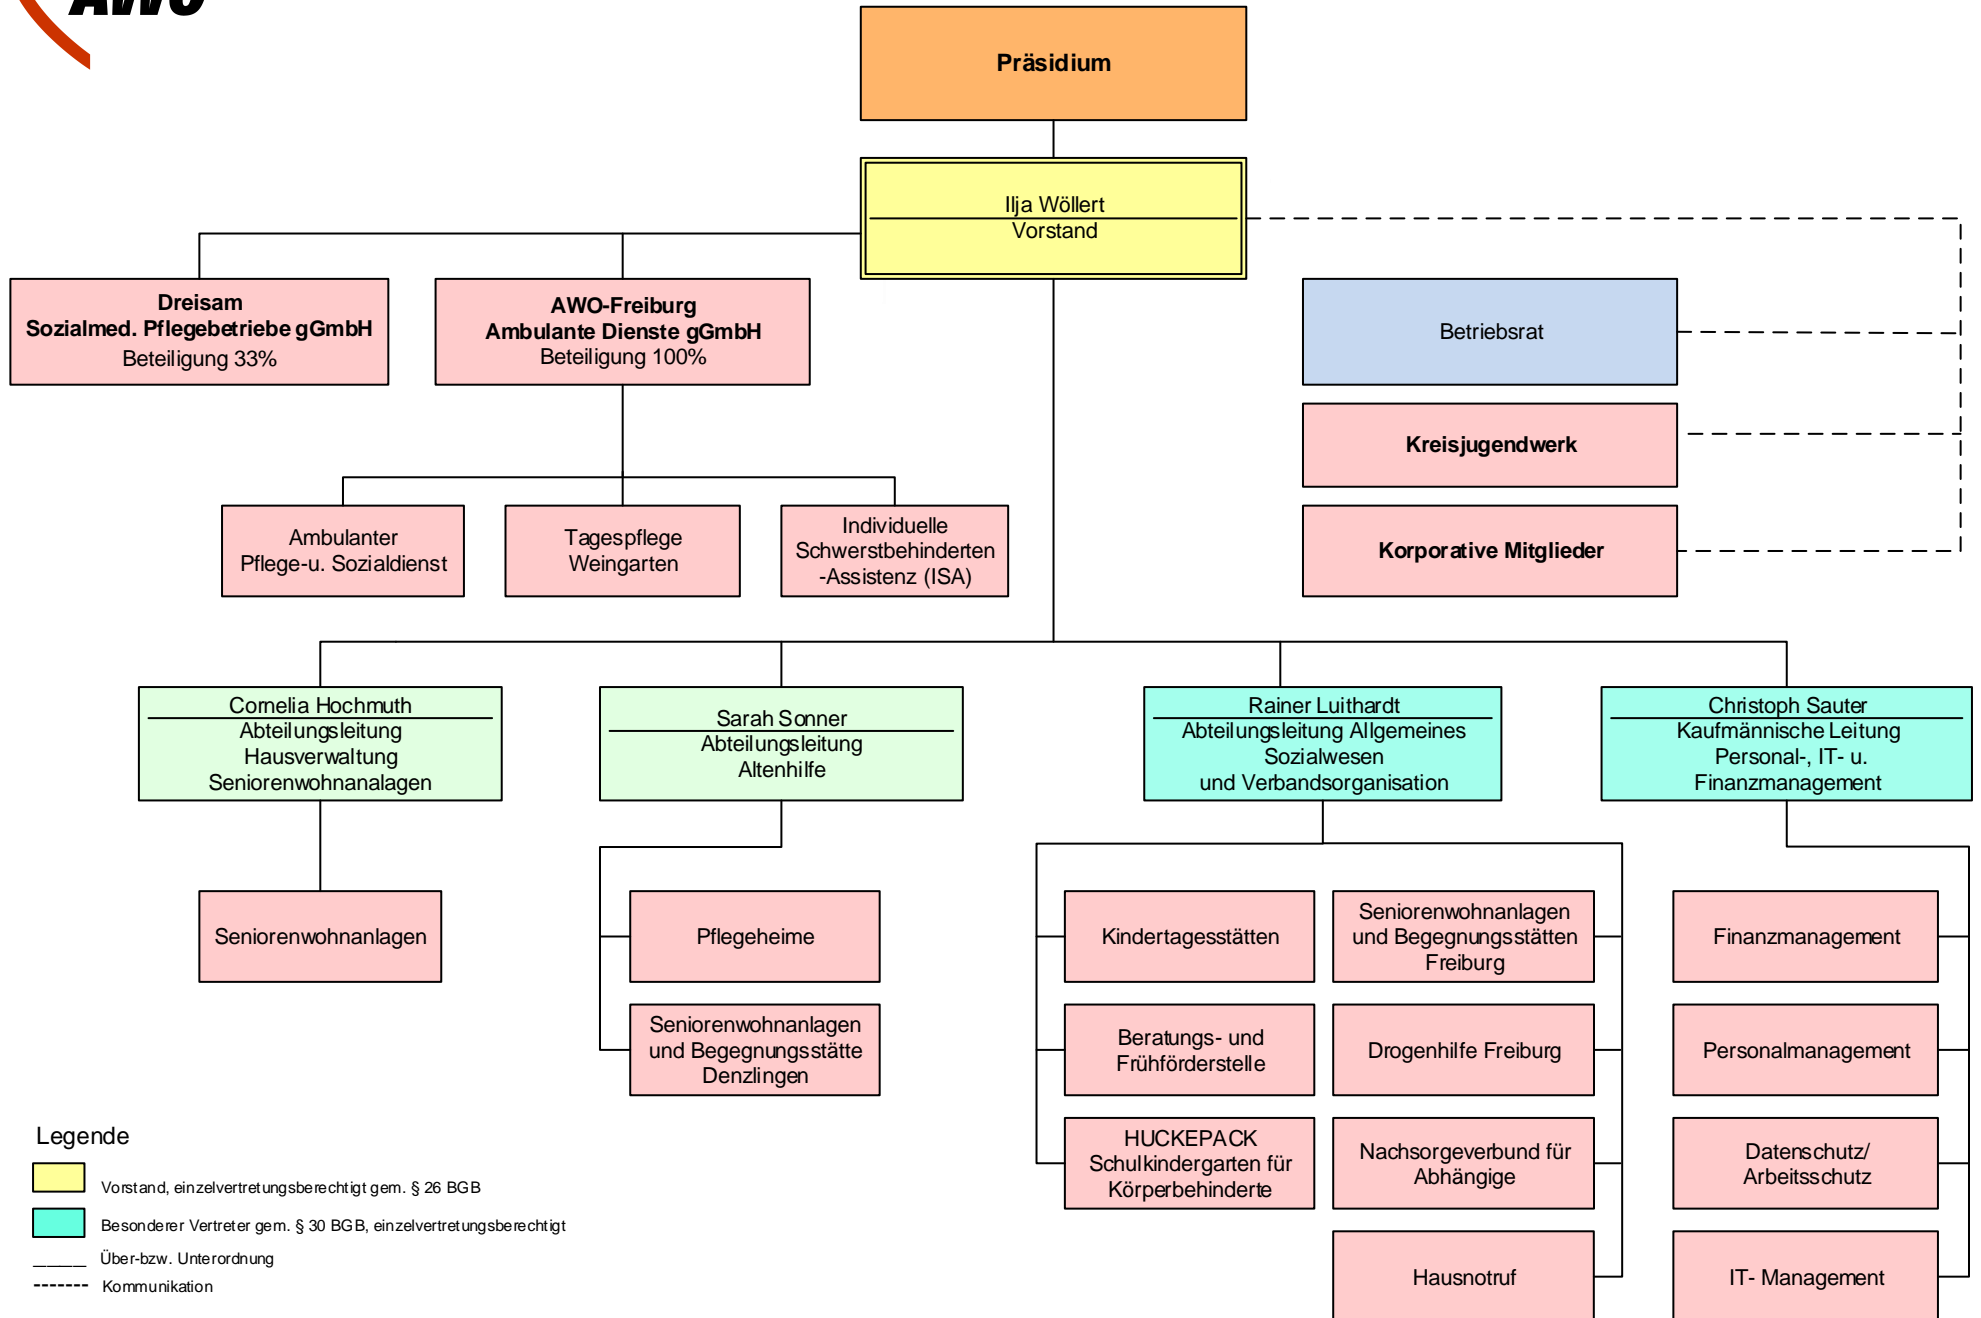 AWO
Präsidium
Ilja Wöllert
Vorstand
Dreisam
Sozialmed. Pflegebetriebe gGmbH
Beteiligung 33%
AWO-Freiburg
Ambulante Dienste gGmbH
Beteiligung 100%
Betriebsrat
Kreisjugendwerk
Korporative Mitglieder
Ambulanter
Pflege-u. Sozialdienst
Tagespflege
Weingarten
Individuelle
Schwerstbehinderten
-Assistenz (ISA)
Cornelia Hochmuth
Abteilungsleitung
Hausverwaltung
Seniorenwohnanalagen
Sarah Sonner
Abteilungsleitung
Altenhilfe
Rainer Luithardt
Abteilungsleitung Allgemeines
Sozialwesen
und Verbandsorganisation
Christoph Sauter
Kaufmännische Leitung
Personal-, IT- u.
Finanzmanagement
Seniorenwohnanlagen
Pflegeheime
Seniorenwohnanlagen
und Begegnungsstätte
Denzlingen
Kindertagesstätten
Beratungs- und
Frühförderstelle
HUCKEPACK
Schulkindergarten für
Körperbehinderte
Seniorenwohnanlagen
und Begegnungsstätten
Freiburg
Drogenhilfe Freiburg
Nachsorgeverbund für
Abhängige
Hausnotruf
Finanzmanagement
Personalmanagement
Datenschutz/
Arbeitsschutz
IT- Management
Legende
Vorstand, einzelvertretungsberechtigt gem. § 26 BGB
Besonderer Vertreter gem. § 30 BGB, einzelvertretungsberechtigt
Über-bzw. Unterordnung
Kommunikation